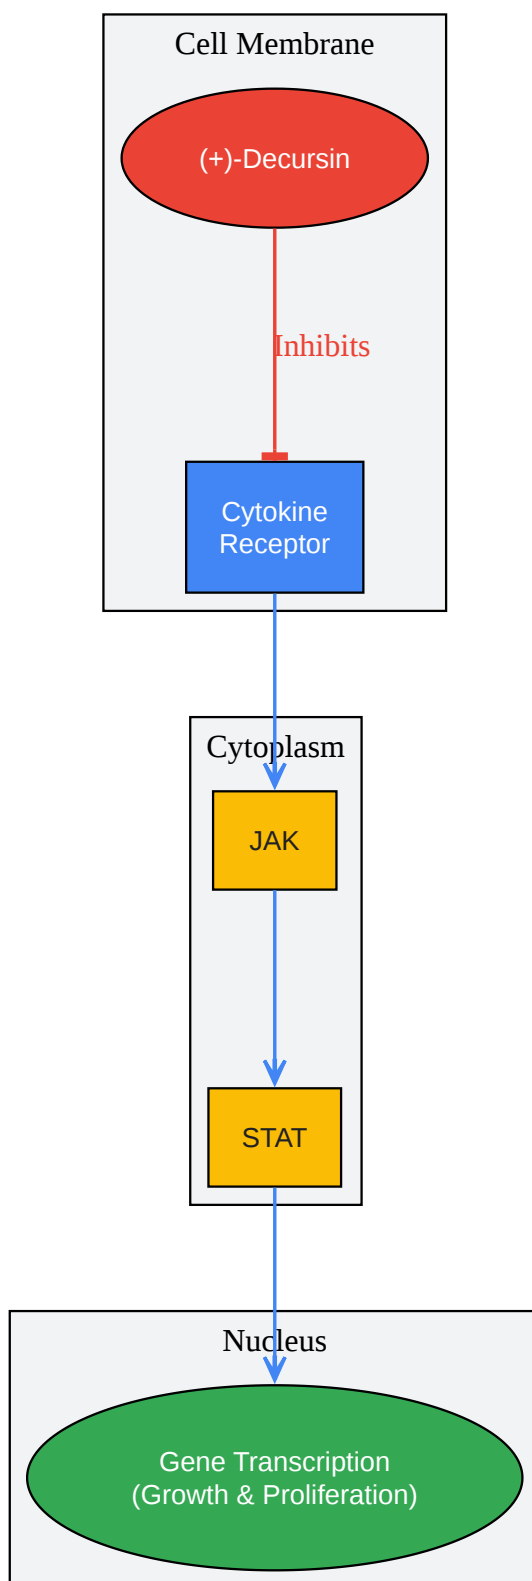 Cell Membrane
(+)-Decursin
Inhibits
Cytokine
Receptor
Cytoplasm
JAK
STAT
Nucleus
Gene Transcription
(Growth & Proliferation)